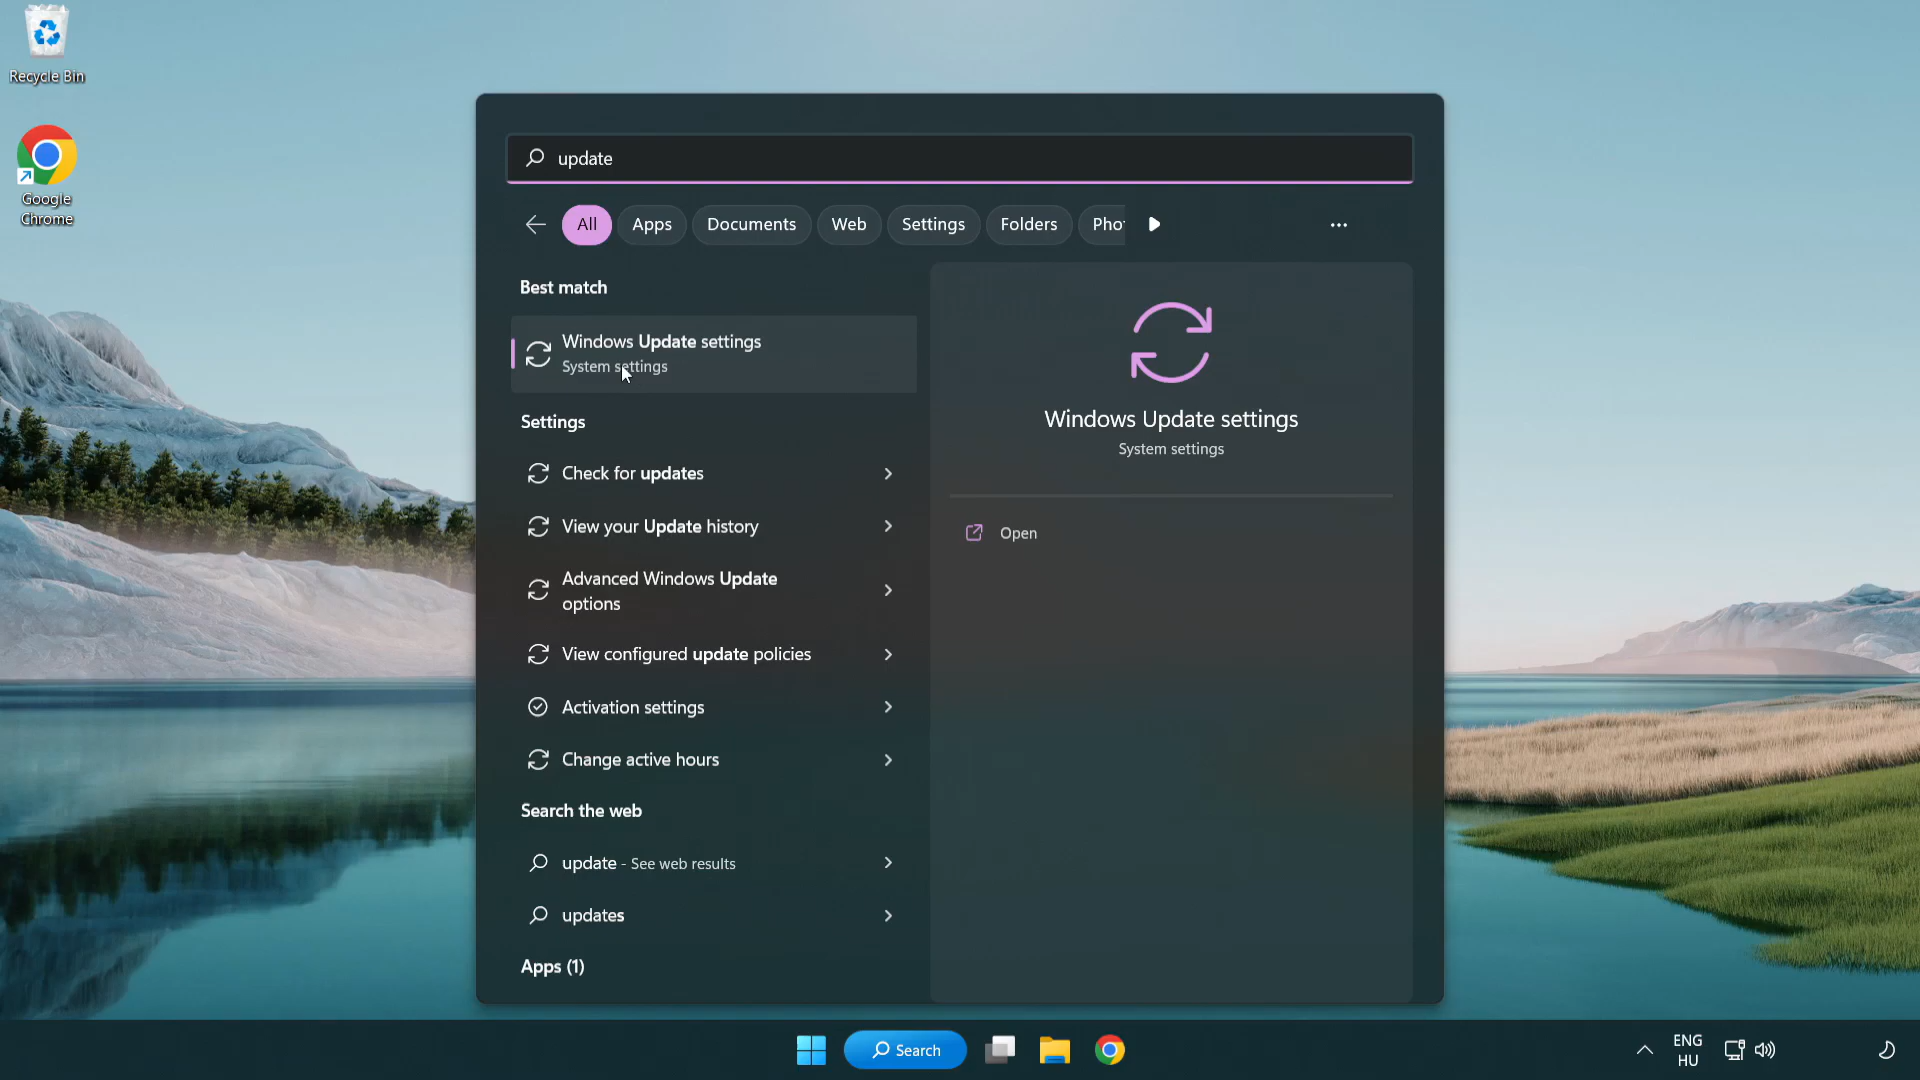 Recycle Bin
Google
Chrome
update
All
Apps
Documents
Web
Settings
Folders
Pho
Best match
Windows Update settings
System settings
Settings
Check for updates
View your Update history
Advanced Windows Update
options
View configured update policies
Activation settings
Change active hours
Search the web
update - See web results
updates
Apps (1)
Windows Update settings
System settings
Open
Search
ENG
HU